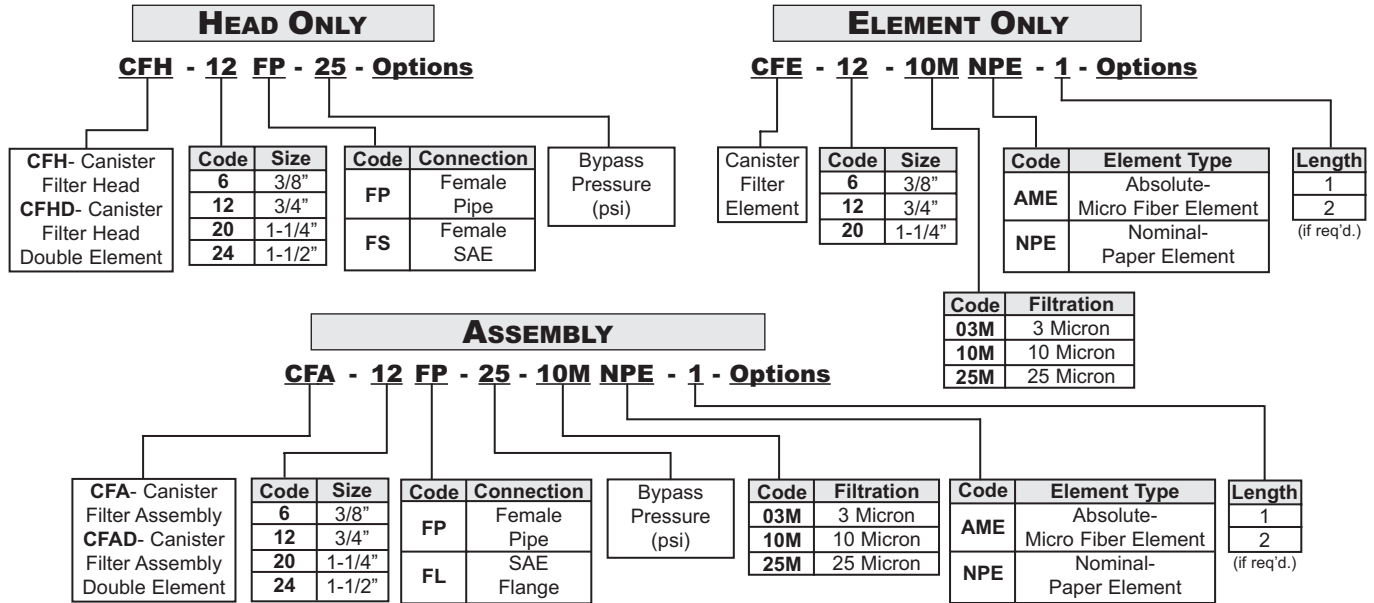 HEAD ONLY
CFH - 12 FP - 25 - Options
CFH- Canister
Filter Head
CFHD- Canister
Filter Head
Double Element
Code Size
6 3/8”
12 3/4”
20 1-1/4”
24 1-1/2”
Code Connection
FP Female
Pipe
FS Female
SAE
Bypass
Pressure
(psi)
ELEMENT ONLY
CFE - 12 - 10M NPE - 1 - Options
Canister
Filter
Element
Code Size
6 3/8”
12 3/4”
20 1-1/4”
Code Element Type
AME Absolute-
Micro Fiber Element
NPE Nominal-
Paper Element
Length
1
2
(if req'd.)
Code Filtration
03M 3 Micron
10M 10 Micron
25M 25 Micron
ASSEMBLY
CFA - 12 FP - 25 - 10M NPE - 1 - Options
CFA- Canister
Filter Assembly
CFAD- Canister
Filter Assembly
Double Element
Code Size
6 3/8”
12 3/4”
20 1-1/4”
24 1-1/2”
Code Connection
FP Female
Pipe
FL SAE
Flange
Bypass
Pressure
(psi)
Code Filtration
03M 3 Micron
10M 10 Micron
25M 25 Micron
Code Element Type
AME Absolute-
Micro Fiber Element
NPE Nominal-
Paper Element
Length
1
2
(if req'd.)